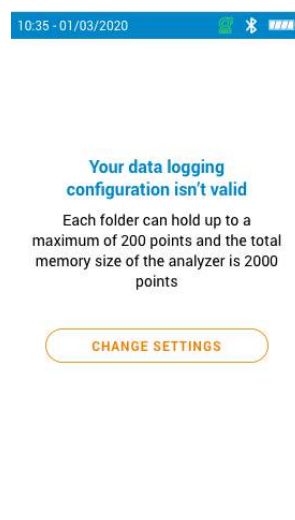 10:35 - 01/03/2020
Your data logging
configuration isn't valid
Each folder can hold up to a
maximum of 200 points and the total
memory size of the analyzer is 2000
points
CHANGE SETTINGS